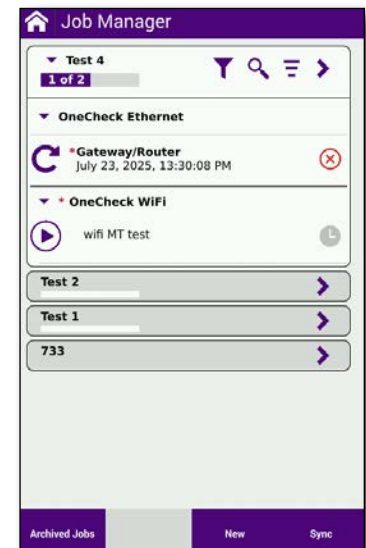 Job Manager
Test 4
1 of 2
OneCheck Ethernet
*Gateway/Router
July 23, 2025, 13:30:08 PM
* OneCheck WiFi
wifi MT test
Test 2
Test 1
733
Archived Jobs New Sync